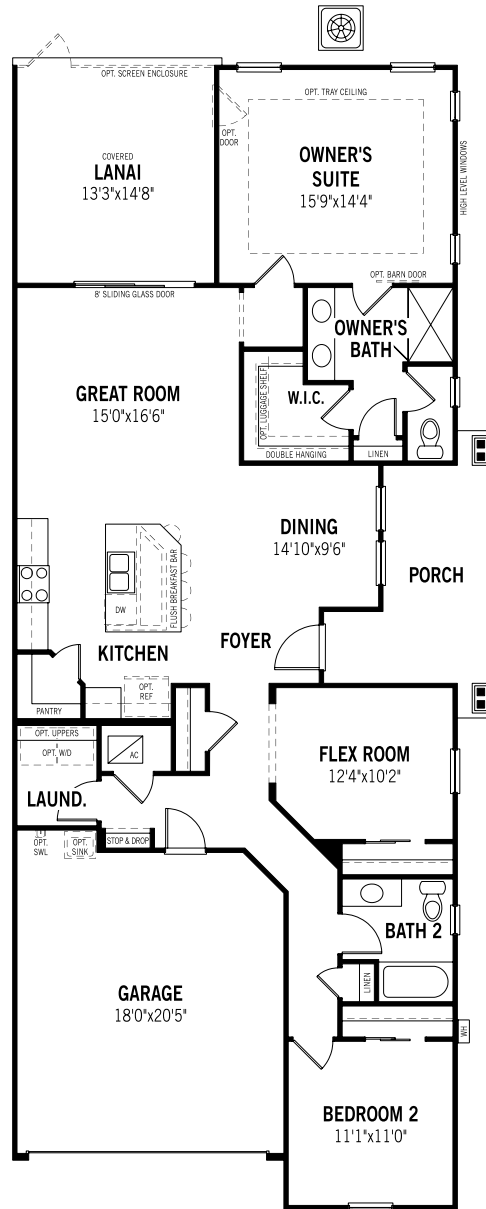 OPT. SCREEN ENCLOSURE
OPT. TRAY CEILING
OPT.
DOOR
COVERED
LANAI
13'3"x14'8"
OWNER'S
SUITE
15'9"x14'4"
HIGH LEVEL WINDOWS
OPT. BARN DOOR
8' SLIDING GLASS DOOR
OWNER'S
BATH
GREAT ROOM
15'0"x16'6"
OPT. LUGGAGE SHELF
W.I.C.
DOUBLE HANGING
LINEN
DINING
14'10"x9'6"
PORCH
FLUSH BREAKFAST BAR
DW
KITCHEN
FOYER
OPT.
REF
PANTRY
OPT. UPPERS
OPT. W/D
AC
FLEX ROOM
12'4"x10'2"
LAUND.
STOP & DROP
OPT.
SWL
OPT.
SINK
BATH 2
LINEN
GARAGE
18'0"x20'5"
WH
BEDROOM 2
11'1"x11'0"